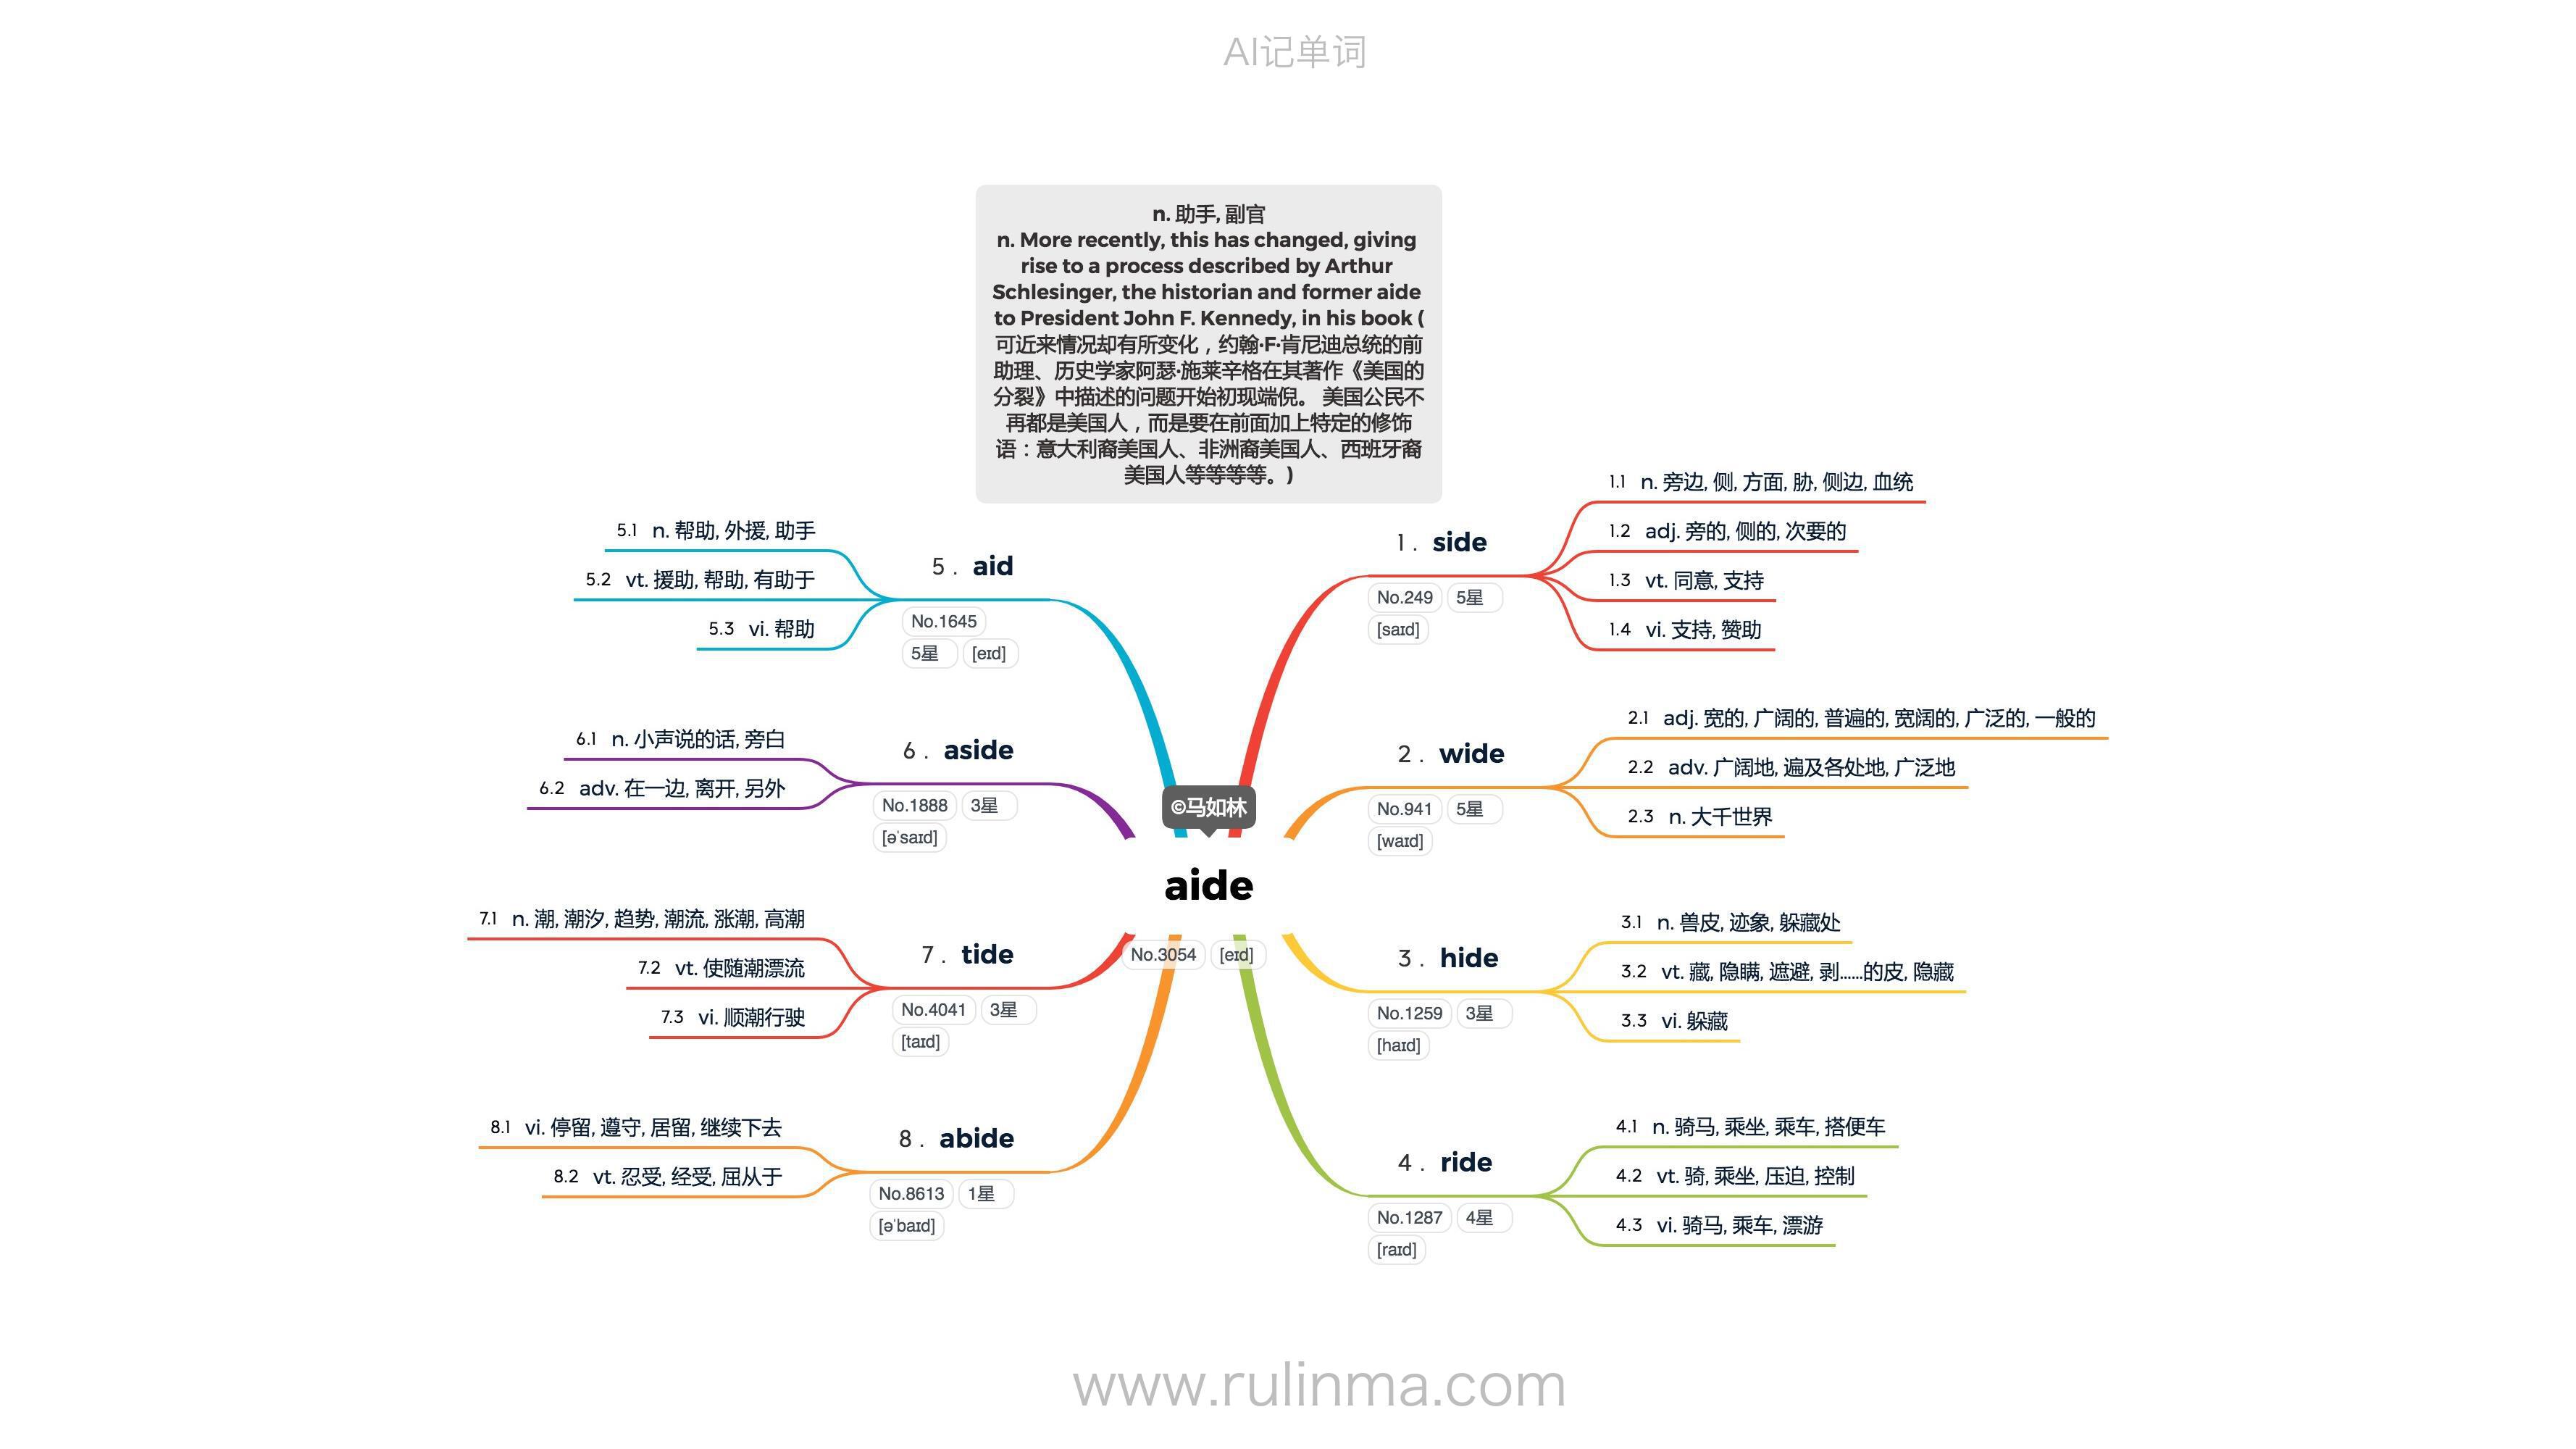 AI记单词
n. 助手, 副官
n. More recently, this has changed, giving
rise to a process described by Arthur
Schlesinger, the historian and former aide
to President John F. Kennedy, in his book (
可近来情况却有所变化，约翰·F·肯尼迪总统的前
助理、历史学家阿瑟·施莱辛格在其著作《美国的
分裂》中描述的问题开始初现端倪。 美国公民不
再都是美国人，而是要在前面加上特定的修饰
语：意大利裔美国人、非洲裔美国人、西班牙裔
美国人等等等等。)
©马如林
aide
No.3054 [eɪd]
1. side
No.249 5星
[saɪd]
1.1 n. 旁边, 侧, 方面, 胁, 侧边, 血统
1.2 adj. 旁的, 侧的, 次要的
1.3 vt. 同意, 支持
1.4 vi. 支持, 赞助
2. wide
No.941 5星
[waɪd]
2.1 adj. 宽的, 广阔的, 普遍的, 宽阔的, 广泛的, 一般的
2.2 adv. 广阔地, 遍及各处地, 广泛地
2.3 n. 大千世界
3. hide
No.1259 3星
[haɪd]
3.1 n. 兽皮, 迹象, 躲藏处
3.2 vt. 藏, 隐瞒, 遮避, 剥……的皮, 隐藏
3.3 vi. 躲藏
4. ride
No.1287 4星
[raɪd]
4.1 n. 骑马, 乘坐, 乘车, 搭便车
4.2 vt. 骑, 乘坐, 压迫, 控制
4.3 vi. 骑马, 乘车, 漂游
5. aid
No.1645
5星 [eɪd]
5.1 n. 帮助, 外援, 助手
5.2 vt. 援助, 帮助, 有助于
5.3 vi. 帮助
6. aside
No.1888 3星
[əˈsaɪd]
6.1 n. 小声说的话, 旁白
6.2 adv. 在一边, 离开, 另外
7. tide
No.4041 3星
[taɪd]
7.1 n. 潮, 潮汐, 趋势, 潮流, 涨潮, 高潮
7.2 vt. 使随潮漂流
7.3 vi. 顺潮行驶
8. abide
No.8613 1星
[əˈbaɪd]
8.1 vi. 停留, 遵守, 居留, 继续下去
8.2 vt. 忍受, 经受, 屈从于
www.rulinma.com